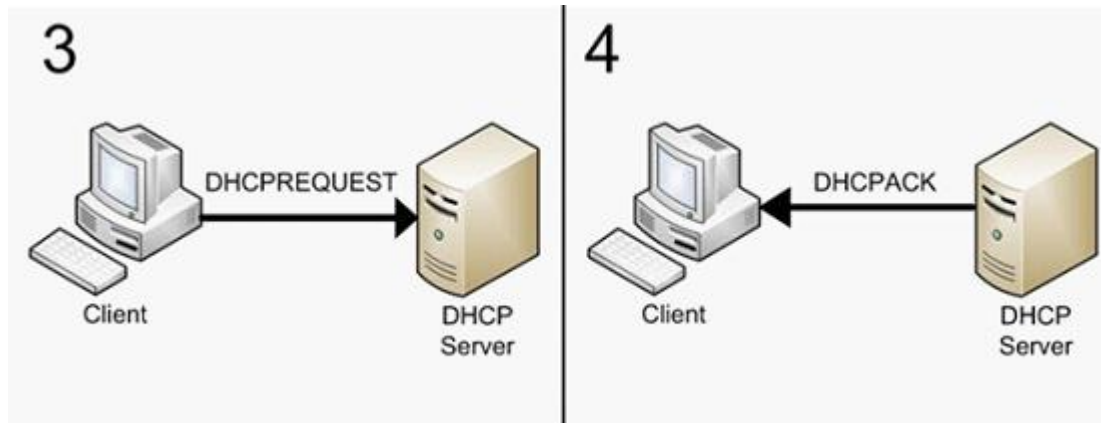 3
DHCPREQUEST
Client
DHCP
Server
4
DHCPACK
Client
DHCP
Server